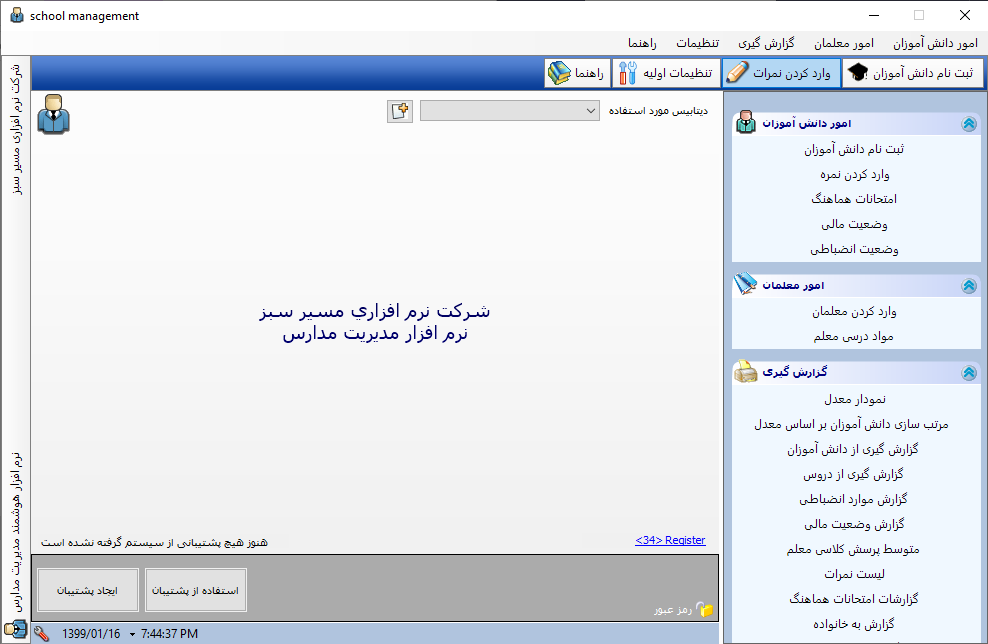 school management
امور دانش آموزان
امور معلمان
گزارش گیری
تنظیمات
راهنما
ثبت نام دانش آموزان
وارد کردن نمرات
تنظیمات اولیه
راهنما
دیتابیس مورد استفاده
امور دانش آموزان
ثبت نام دانش آموزان
وارد کردن نمره
امتحانات هماهنگ
وضعیت مالی
وضعیت انضباطی
امور معلمان
وارد کردن معلمان
مواد درسی معلم
گزارش گیری
نمودار معدل
مرتب سازی دانش آموزان بر اساس معدل
گزارش گیری از دانش آموزان
گزارش گیری از دروس
گزارش موارد انضباطی
گزارش وضعیت مالی
متوسط پرسش کلاسی معلم
لیست نمرات
گزارشات امتحانات هماهنگ
گزارش به خانواده
شرکت نرم افزاري مسير سبز
نرم افزار مديريت مدارس
شرکت نرم افزاری مسیر سبز
نرم افزار هوشمند مدیریت مدارس
هنوز هیچ پشتیبانی از سیستم گرفته نشده است
<34> Register
ایجاد پشتیبان
استفاده از پشتیبان
رمز عبور
1399/01/16
7:44:37 PM